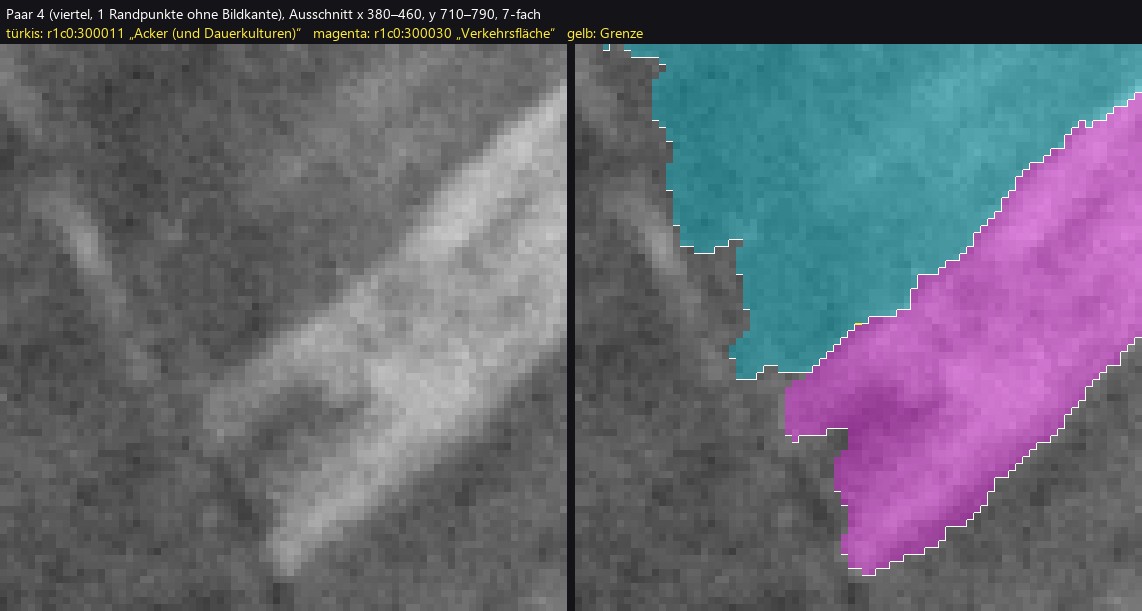 Paar 4 (viertel, 1 Randpunkte ohne Bildkante), Ausschnitt x 380–460, y 710–790, 7-fach
türkis: r1c0:300011 „Acker (und Dauerkulturen)“ magenta: r1c0:300030 „Verkehrsfläche“ gelb: Grenze